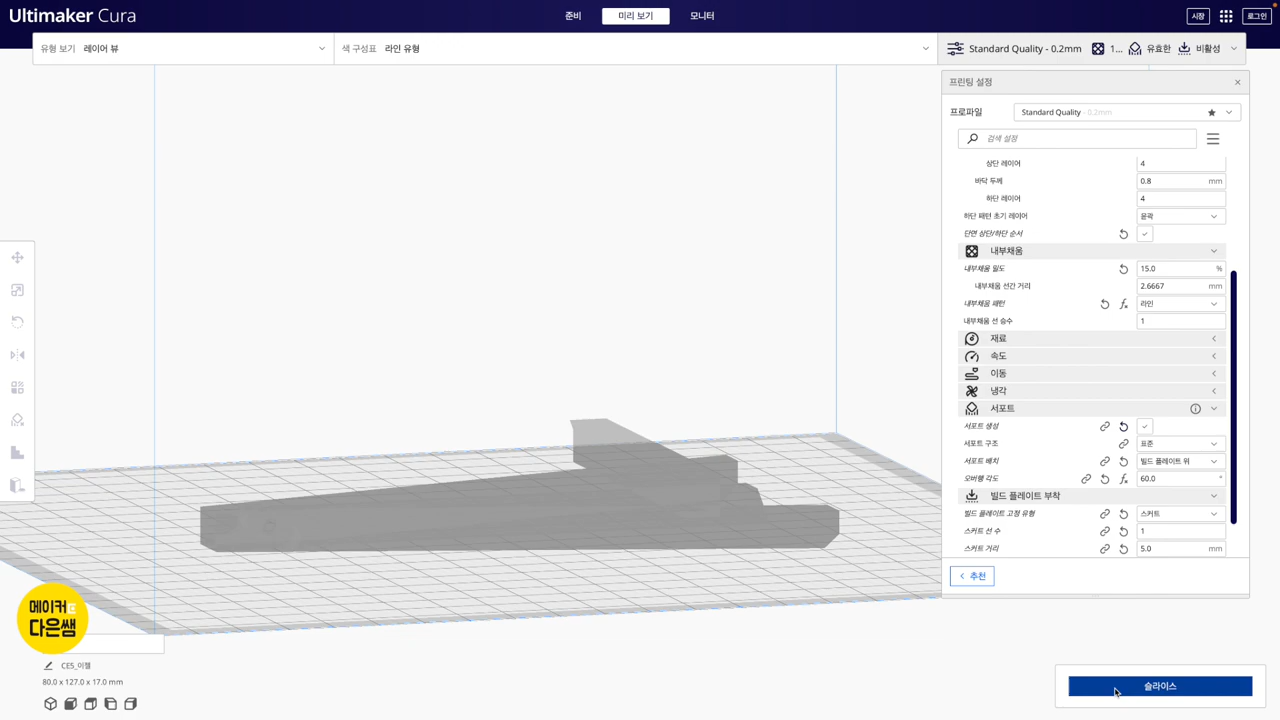 Ultimaker Cura
준비
미리 보기
모니터
시장
로그인
유형 보기 레이어 뷰
색 구성표 라인 유형
Standard Quality - 0.2mm 1... 유효한 비활성
프린팅 설정
프로파일 Standard Quality - 0.2mm
검색 설정
상단 레이어 4
바닥 두께 0.8 mm
하단 레이어 4
하단 패턴 초기 레이어 윤곽
단면 상단/하단 순서
내부채움
내부채움 밀도 15.0 %
내부채움 선간 거리 2.6667 mm
내부채움 패턴 라인
내부채움 선 승수 1
재료
속도
이동
냉각
서포트
서포트 생성
서포트 구조 표준
서포트 배치 빌드 플레이트 위
오버행 각도 60.0 °
빌드 플레이트 부착
빌드 플레이트 고정 유형 스커트
스커트 선 수 1
스커트 거리 5.0 mm
추천
메이커
다은쌤
CE5_이젤
80.0 x 127.0 x 17.0 mm
슬라이스